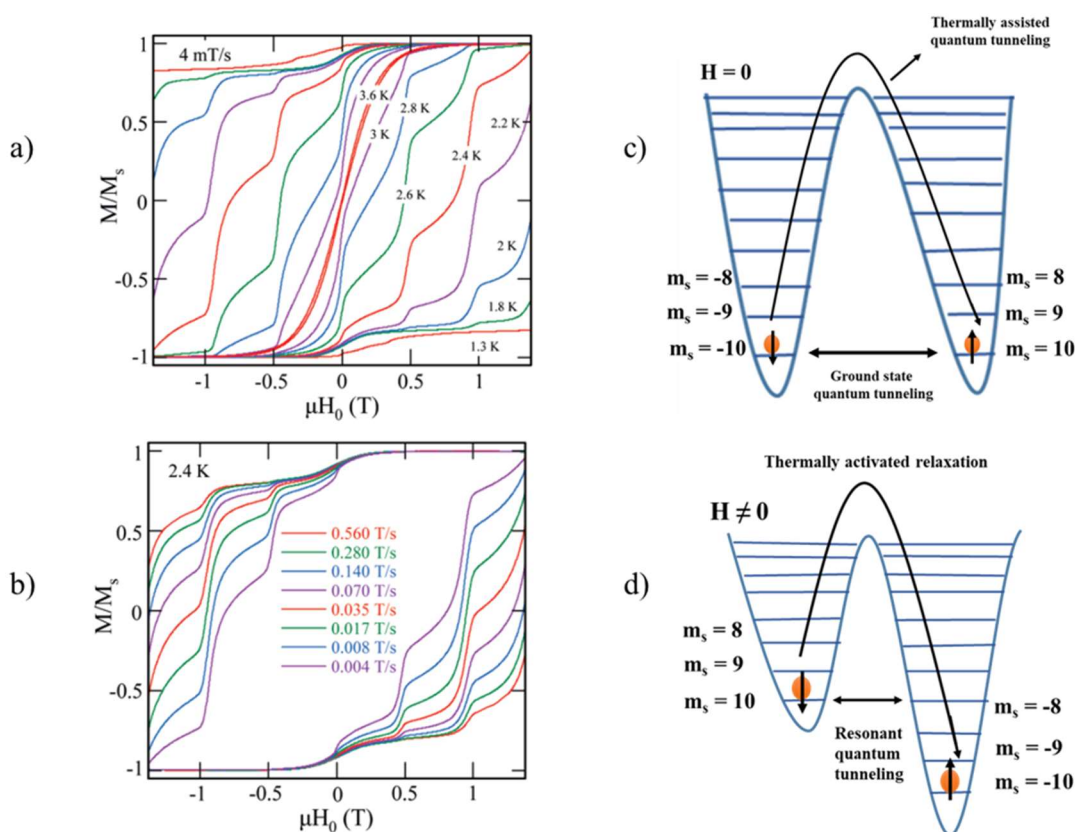 a)
4 mT/s
3.6 K
2.8 K
3 K
2.2 K
2.4 K
2.6 K
2 K
1.8 K
1.3 K
1
0.5
0
-0.5
-1
M/Ms
-1
-0.5
0
0.5
1
μH0 (T)
b)
2.4 K
0.560 T/s
0.280 T/s
0.140 T/s
0.070 T/s
0.035 T/s
0.017 T/s
0.008 T/s
0.004 T/s
1
0.5
0
-0.5
-1
M/Ms
-1
-0.5
0
0.5
1
μH0 (T)
c)
Thermally assisted
quantum tunneling
H = 0
ms = -8
ms = -9
ms = -10
ms = 8
ms = 9
ms = 10
Ground state
quantum tunneling
d)
Thermally activated relaxation
H ≠ 0
ms = 8
ms = 9
ms = 10
Resonant
quantum
tunneling
ms = -8
ms = -9
ms = -10